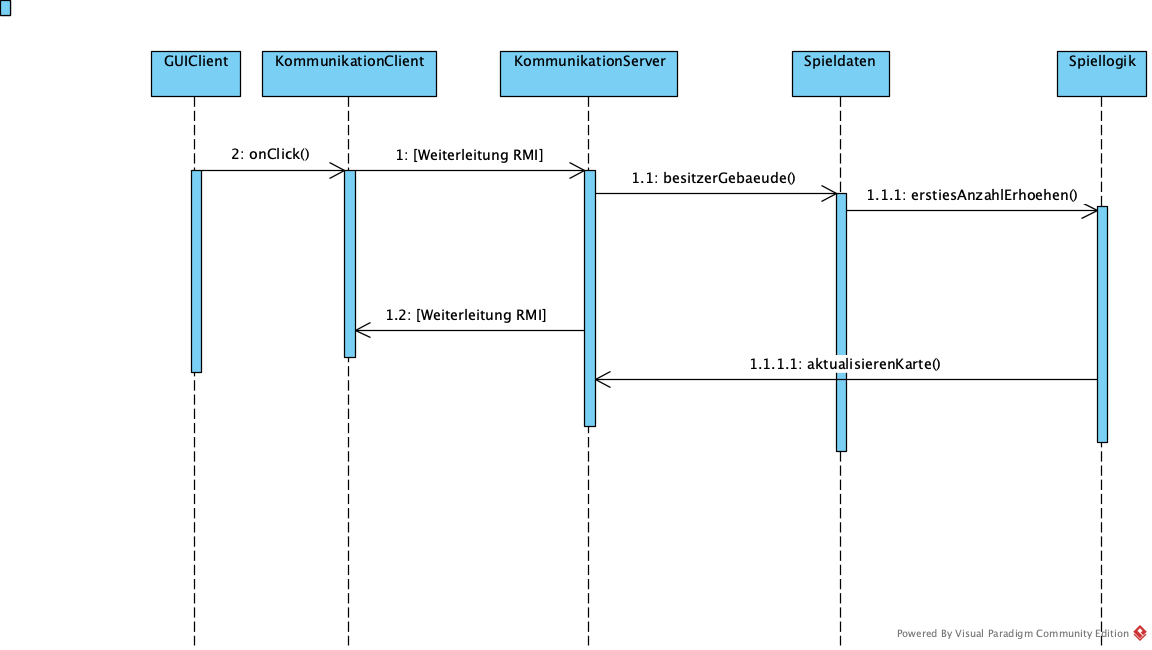 GUIClient
KommunikationClient
KommunikationServer
Spieldaten
Spiellogik
2: onClick()
1: [Weiterleitung RMI]
1.1: besitzerGebaeude()
1.1.1: erstiesAnzahlErhoehen()
1.2: [Weiterleitung RMI]
1.1.1.1: aktualisierenKarte()
Powered By Visual Paradigm Community Edition